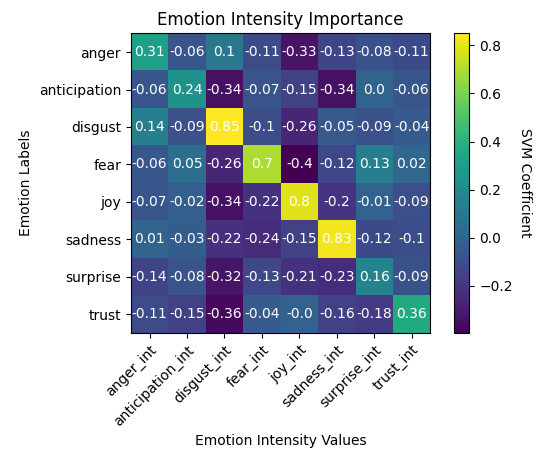 Emotion Intensity Importance
anger 0.31 -0.06 0.1 -0.11 -0.33 -0.13 -0.08 -0.11
anticipation -0.06 0.24 -0.34 -0.07 -0.15 -0.34 0.0 -0.06
disgust 0.14 -0.09 0.85 -0.1 -0.26 -0.05 -0.09 -0.04
fear -0.06 0.05 -0.26 0.7 -0.4 -0.12 0.13 0.02
joy -0.07 -0.02 -0.34 -0.22 0.8 -0.2 -0.01 -0.09
sadness 0.01 -0.03 -0.22 -0.24 -0.15 0.83 -0.12 -0.1
surprise -0.14 -0.08 -0.32 -0.13 -0.21 -0.23 0.16 -0.09
trust -0.11 -0.15 -0.36 -0.04 -0.0 -0.16 -0.18 0.36
anger_int anticipation_int disgust_int fear_int joy_int sadness_int surprise_int trust_int
Emotion Intensity Values
Emotion Labels
0.8
0.6
0.4
0.2
0.0
−0.2
SVM Coefficient